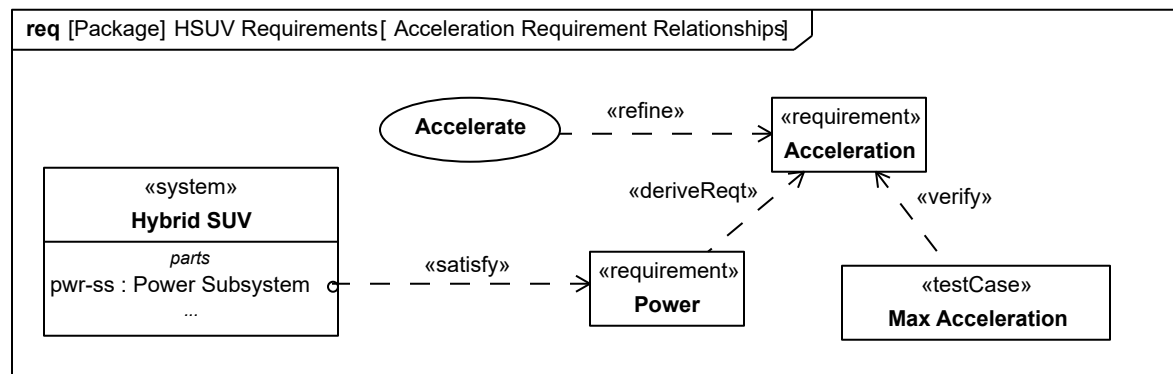 req [Package] HSUV Requirements[ Acceleration Requirement Relationships]
Accelerate
«refine»
«requirement»
Acceleration
«deriveReqt»
«verify»
«system»
Hybrid SUV
parts
pwr-ss : Power Subsystem
...
«satisfy»
«requirement»
Power
«testCase»
Max Acceleration